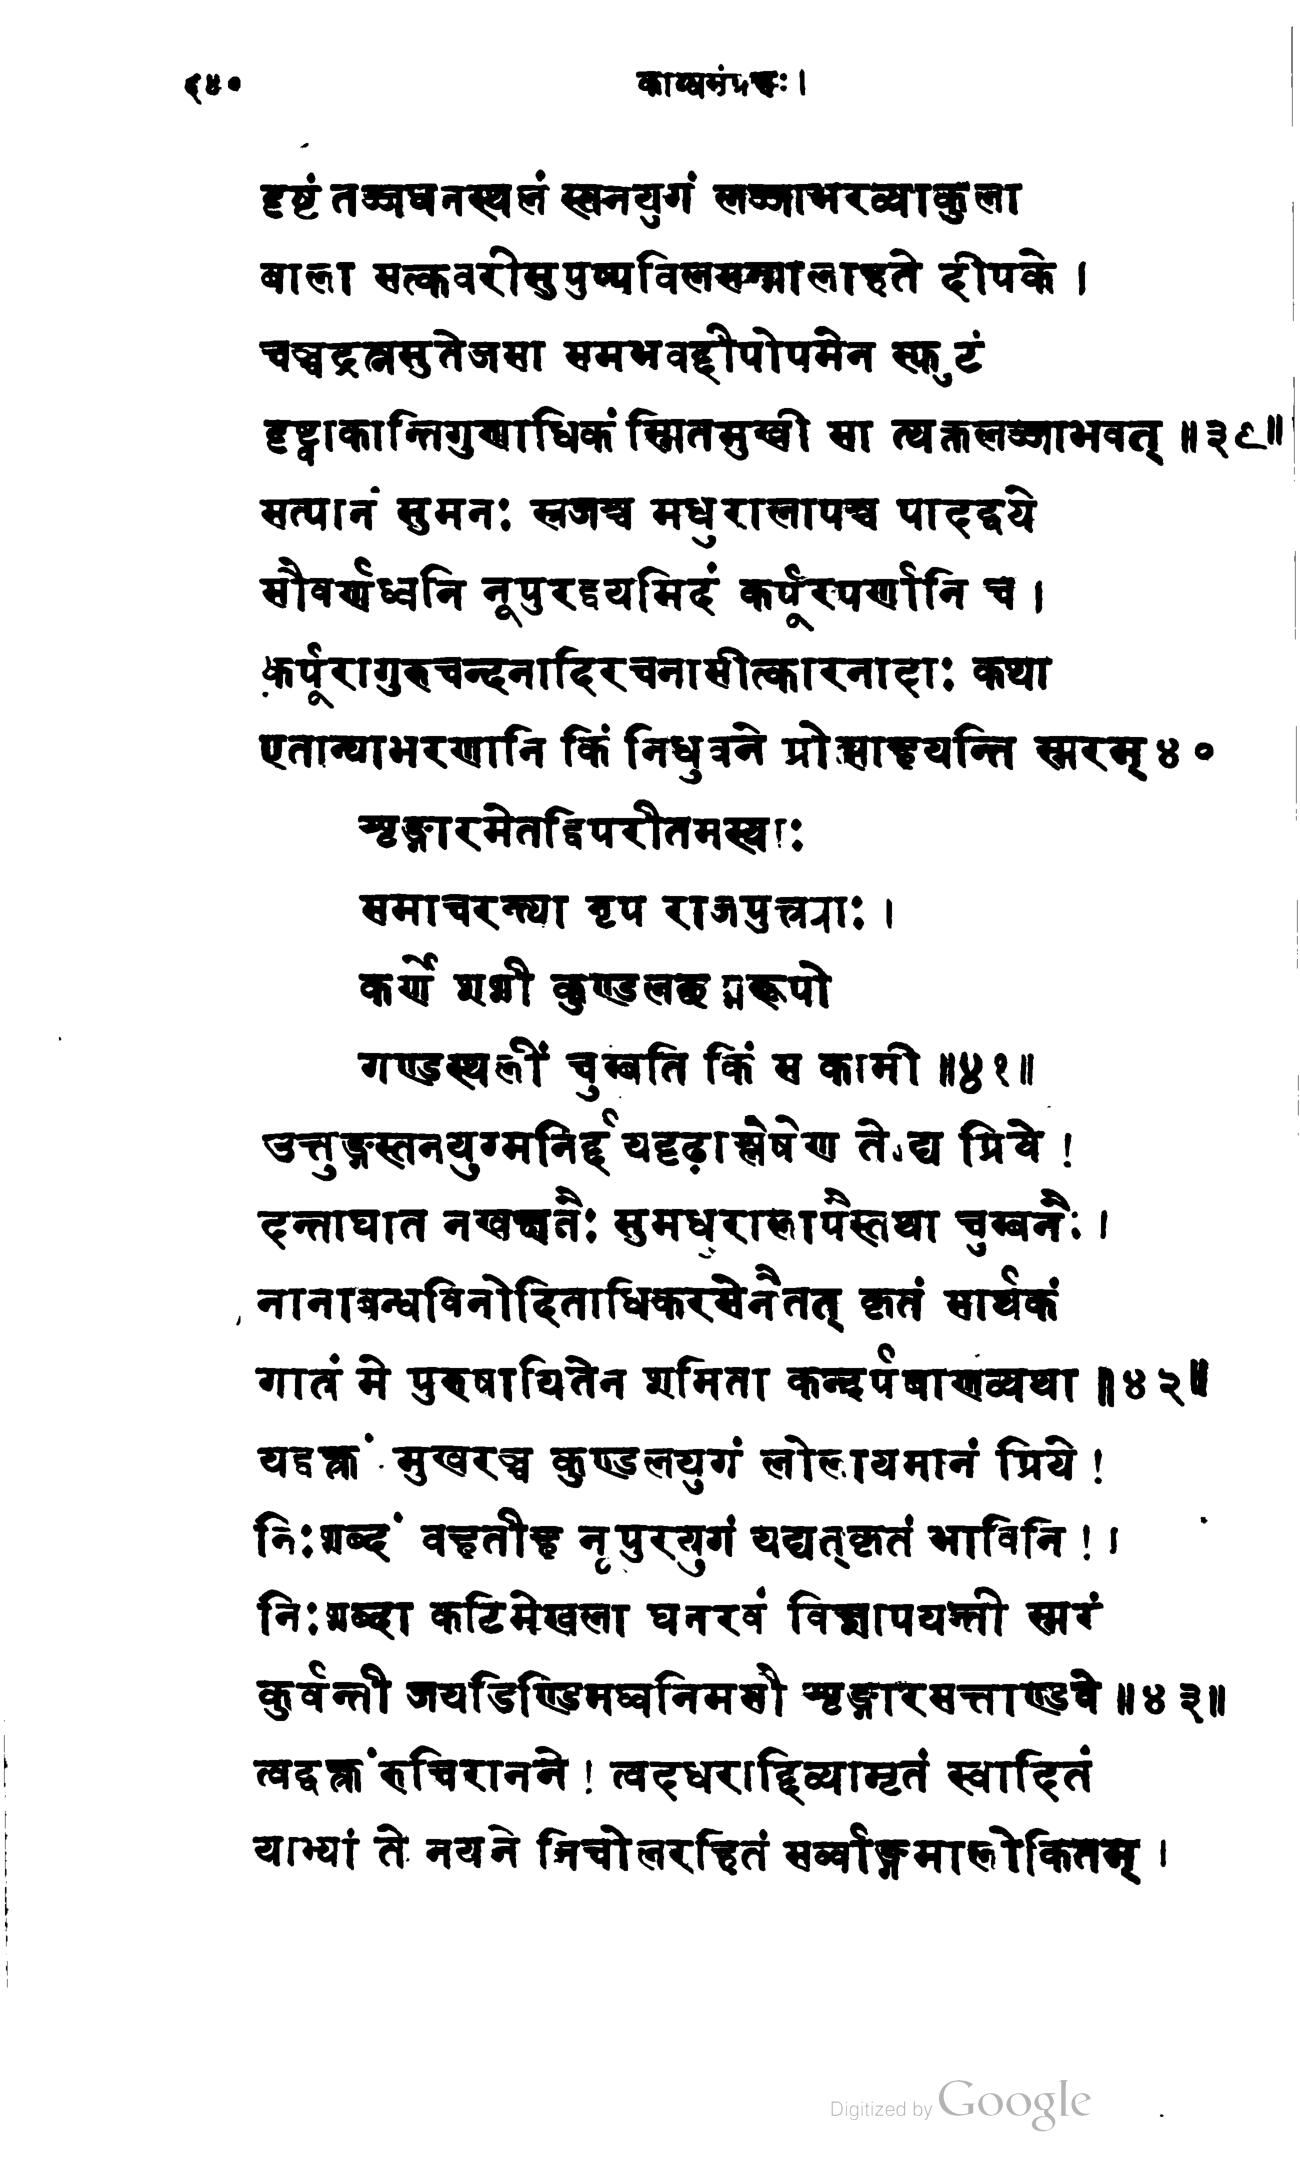 ६४० काव्यसंग्रहः ।
दृष्टं तज्जघनस्थलं स्तनयुगं लज्जाभरव्याकुला
बाला सत्कवरीसुपुष्पविलसन्मालाहते दीपके ।
चञ्चद्रत्नसुतेजसा समभवद्दीपोपमेन स्फुटं
दृष्ट्वाकान्तिगुणाधिकं स्मितमुखी सा त्यक्तलज्जाभवत् ॥३९॥
सत्पानं सुमनः स्रजश्च मधुरालापश्च पादद्वये
सौवर्णध्वनि नूपुरद्वयमिदं कर्पूरपर्णानि च ।
कर्पूरागुरुचन्दनादिरचनासीत्कारनादाः कथा
एतान्याभरणानि किं निधुवने प्रोत्साहयन्ति स्मरम् ४०
शृङ्गारमेतद्विपरीतमस्याः
समाचरन्त्या नृप राजपुत्त्र्याः ।
कर्णे शशी कुण्डलछद्मरूपो
गण्डस्थलीं चुम्बति किं स कामी ॥४१॥
उत्तुङ्गस्तनयुग्मनिर्द्दयदृढ़ाश्लेषेण तेऽद्य प्रिये !
दन्ताघात नखक्षतैः सुमधुरालापैस्तथा चुम्बनैः ।
नानाबन्धविनोदिताधिकरसेनैतत् कृतं सार्थकं
गात्रं मे पुरुषायितेन शमिता कन्दर्पबाणव्यथा ॥४२॥
यद्वक्त्रं मुखरञ्च कुण्डलयुगं लोलायमानं प्रिये !
निःशब्दं वहतीह नूपुरयुगं यद्यत्कृतं भाविनि ! ।
निःशब्दा कटिमेखला घनरवं विज्ञापयन्ती स्मरं
कुर्वन्ती जयडिण्डिमध्वनिमसौ शृङ्गारसत्ताण्डवे ॥४३॥
त्वद्वक्त्रं रुचिरानने ! त्वदधराद्दिव्यामृतं स्वादितं
याभ्यां ते नयने निचोलरहितं सर्व्वाङ्गमालोकितम् ।
Digitized by Google